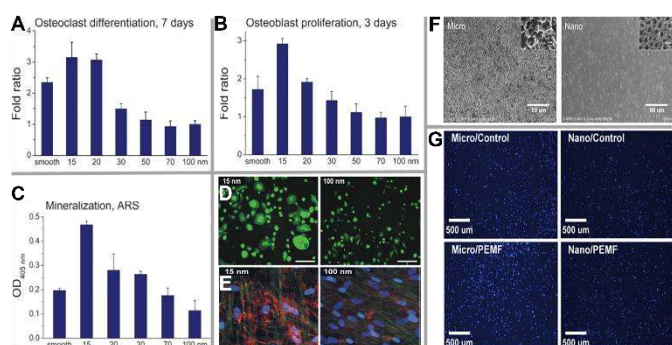 A Osteoclast differentiation, 7 days
Fold ratio
4
3
2
1
0
smooth 15 20 30 50 70 100 nm
B Osteoblast proliferation, 3 days
Fold ratio
3
2
1
0
smooth 15 20 30 50 70 100 nm
C Mineralization, ARS
OD405 nm
0.5
0.4
0.3
0.2
0.1
0.0
smooth 15 20 30 70 100 nm
D 15 nm 100 nm
E 15 nm 100 nm
F Micro Nano
10 um 10 um
G Micro/Control Nano/Control
500 um 500 um
Micro/PEMF Nano/PEMF
500 um 500 um